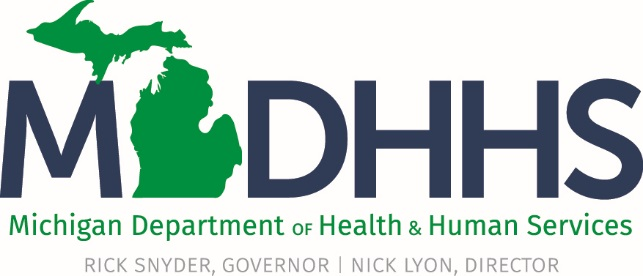 MDHHS
Michigan Department OF Health & Human Services
RICK SNYDER, GOVERNOR | NICK LYON, DIRECTOR